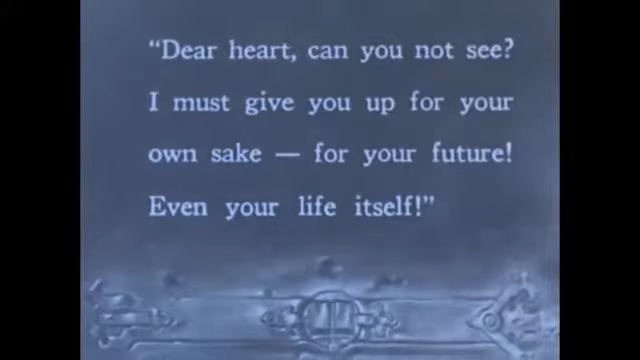 “Dear heart, can you not see?
I must give you up for your
own sake — for your future!
Even your life itself!”